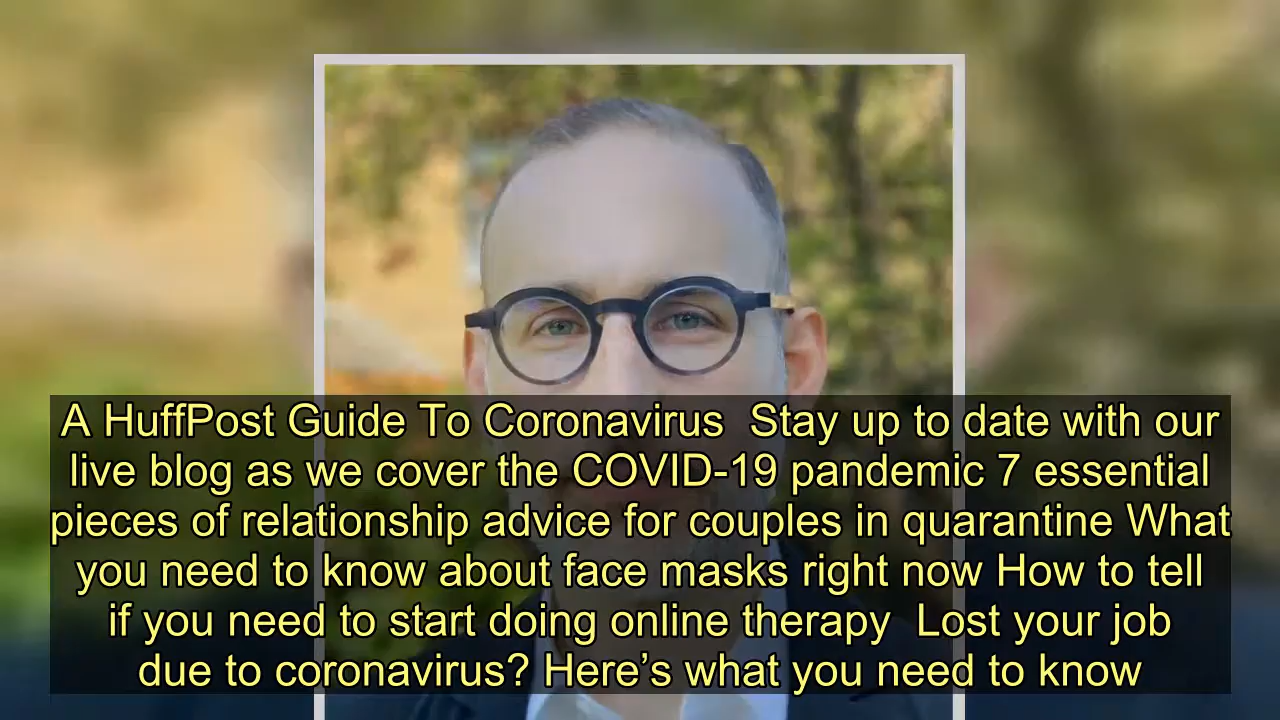 A HuffPost Guide To Coronavirus  Stay up to date with our
live blog as we cover the COVID-19 pandemic 7 essential
pieces of relationship advice for couples in quarantine What
you need to know about face masks right now How to tell
if you need to start doing online therapy  Lost your job
due to coronavirus? Here’s what you need to know